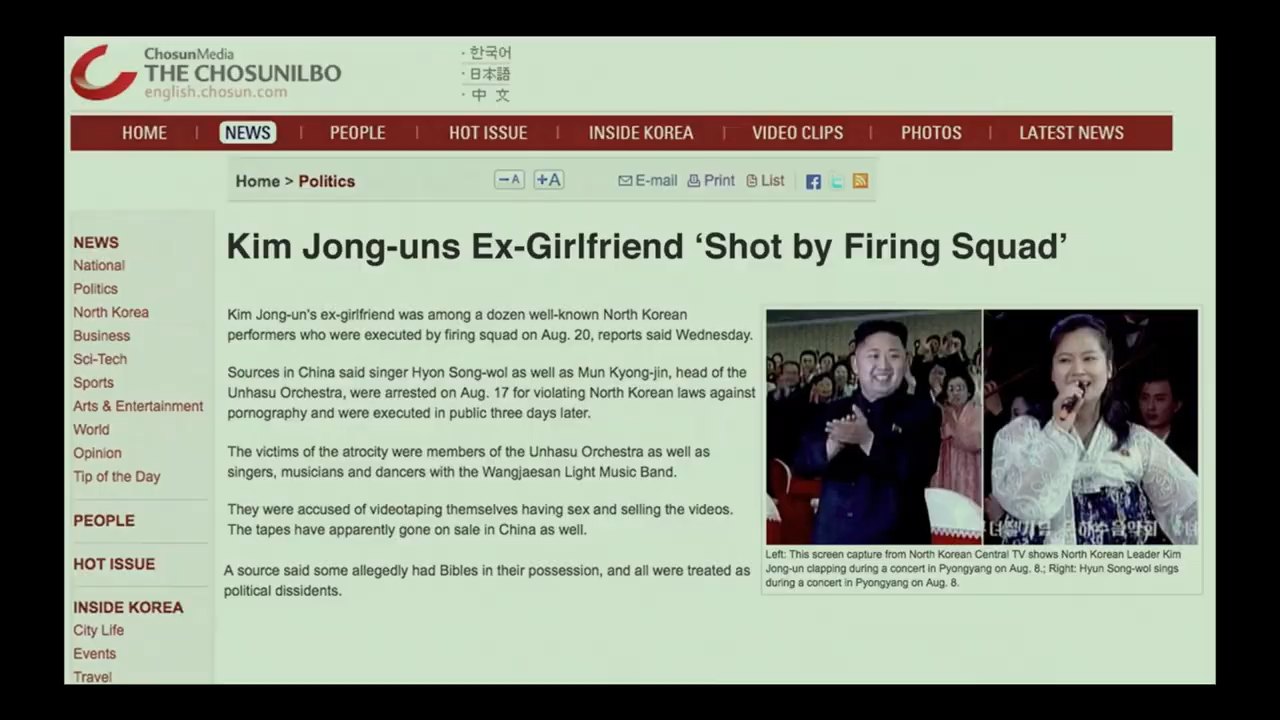 ChosunMedia
THE CHOSUNILBO
english.chosun.com
· 한국어
· 日本語
· 中 文
HOME | NEWS | PEOPLE | HOT ISSUE | INSIDE KOREA | VIDEO CLIPS | PHOTOS | LATEST NEWS
Home > Politics
−A +A E-mail Print List
NEWS
National
Politics
North Korea
Business
Sci-Tech
Sports
Arts & Entertainment
World
Opinion
Tip of the Day
PEOPLE
HOT ISSUE
INSIDE KOREA
City Life
Events
Travel
Kim Jong-uns Ex-Girlfriend ‘Shot by Firing Squad’
Kim Jong-un's ex-girlfriend was among a dozen well-known North Korean
performers who were executed by firing squad on Aug. 20, reports said Wednesday.
Sources in China said singer Hyon Song-wol as well as Mun Kyong-jin, head of the
Unhasu Orchestra, were arrested on Aug. 17 for violating North Korean laws against
pornography and were executed in public three days later.
The victims of the atrocity were members of the Unhasu Orchestra as well as
singers, musicians and dancers with the Wangjaesan Light Music Band.
They were accused of videotaping themselves having sex and selling the videos.
The tapes have apparently gone on sale in China as well.
A source said some allegedly had Bibles in their possession, and all were treated as
political dissidents.
Left: This screen capture from North Korean Central TV shows North Korean Leader Kim
Jong-un clapping during a concert in Pyongyang on Aug. 8.; Right: Hyun Song-wol sings
during a concert in Pyongyang on Aug. 8.